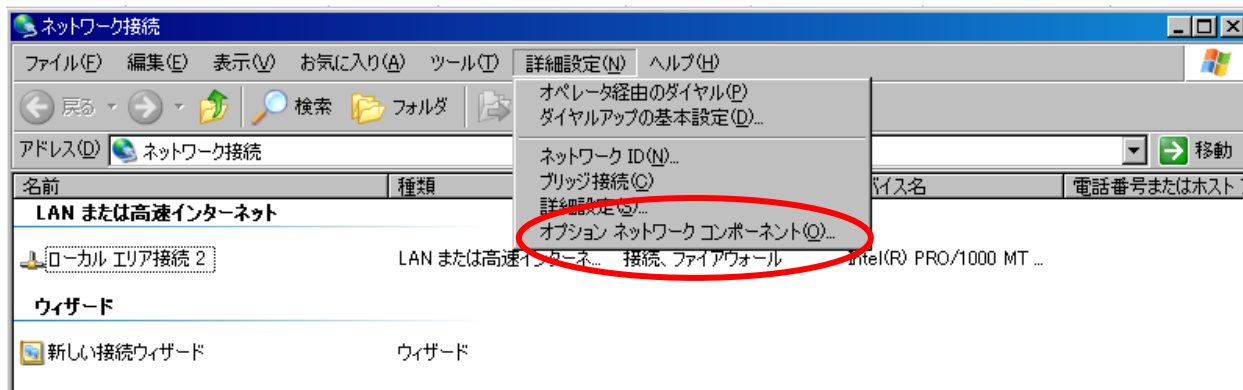 ネットワーク接続
ファイル(F) 編集(E) 表示(V) お気に入り(A) ツール(T) 詳細設定(N) ヘルプ(H)
戻る 検索 フォルダ
オペレータ経由のダイヤル(P)
ダイヤルアップの基本設定(D)...
ネットワーク ID(N)...
ブリッジ接続(C)
詳細設定(S)...
オプション ネットワーク コンポーネント(O)...
アドレス(D) ネットワーク接続 移動
名前 種類 バイス名 電話番号またはホスト
LAN または高速インターネット
ローカル エリア接続 2 LAN または高速インターネ... 接続、ファイアウォール Intel(R) PRO/1000 MT ...
ウィザード
新しい接続ウィザード ウィザード